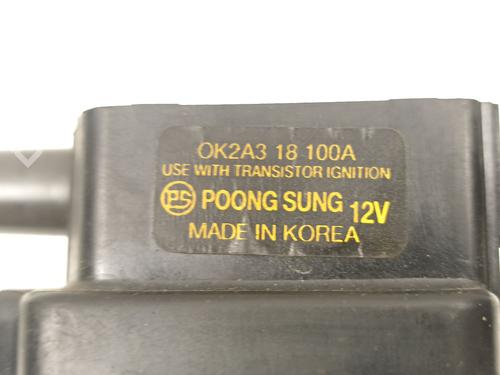 OK2A3 18 100A
USE WITH TRANSISTOR IGNITION
PS POONG SUNG 12V
MADE IN KOREA